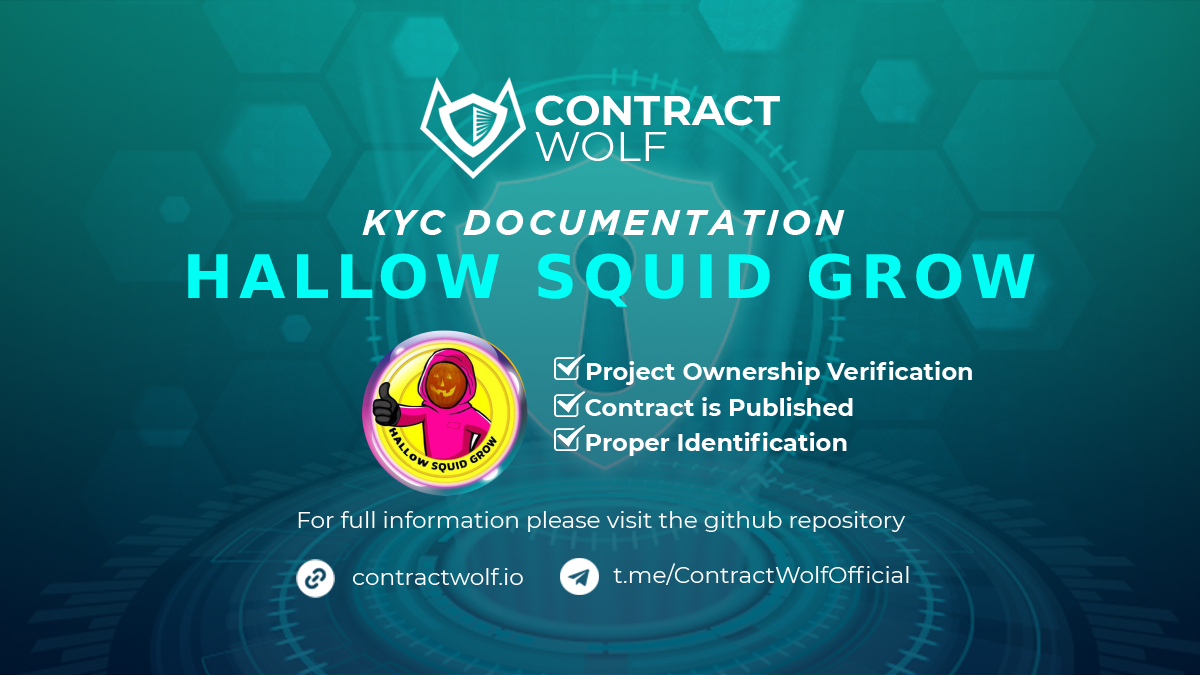 CONTRACT
WOLF
KYC DOCUMENTATION
HALLOW SQUID GROW
HALLOW SQUID GROW
Project Ownership Verification
Contract is Published
Proper Identification
For full information please visit the github repository
contractwolf.io
t.me/ContractWolfOfficial